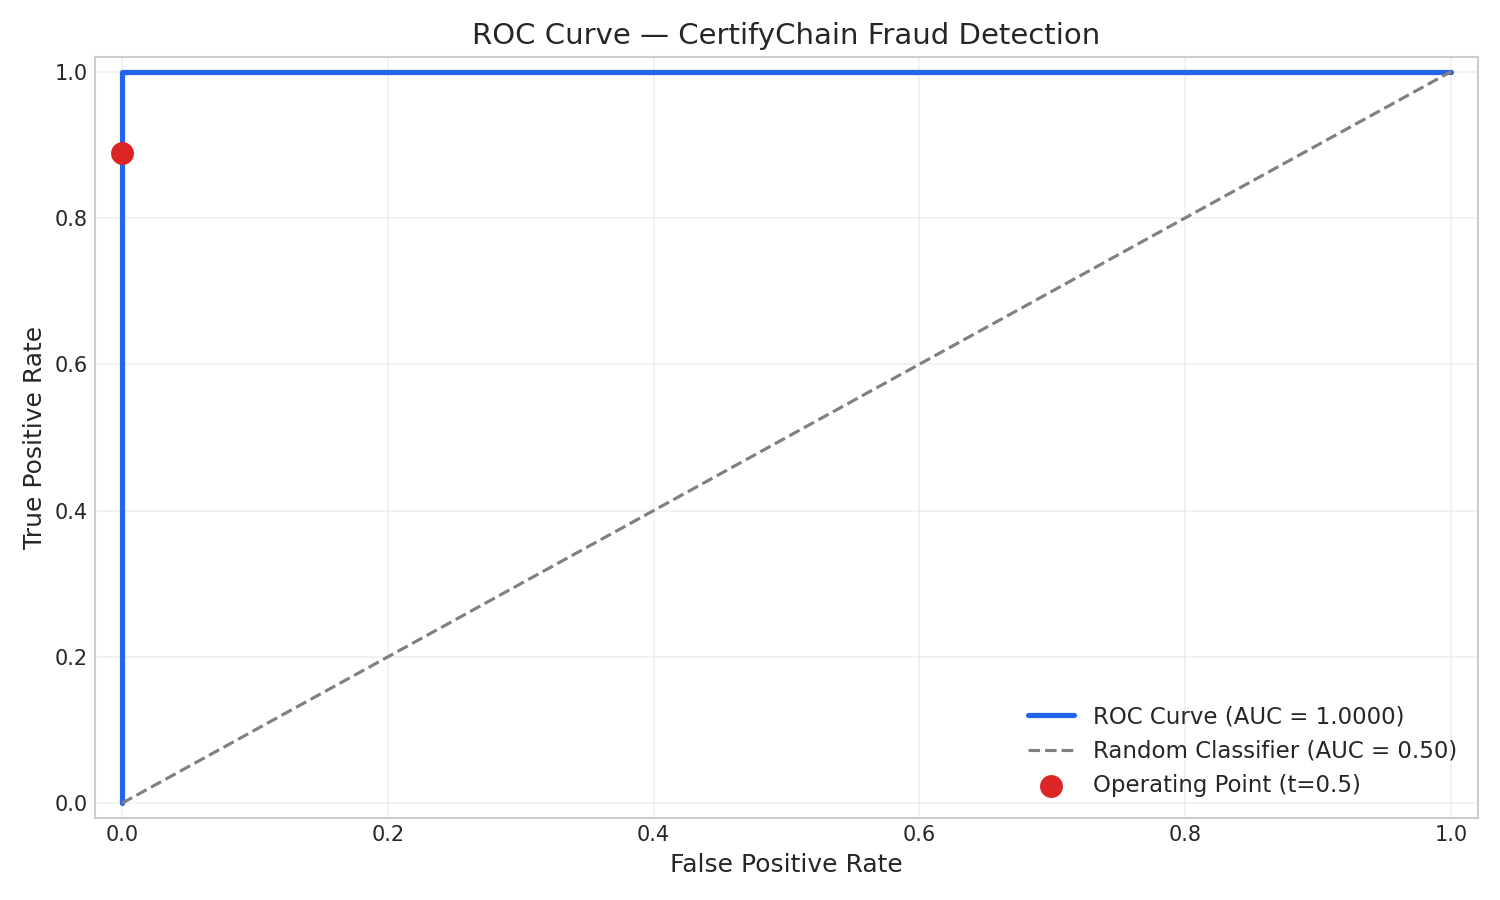 ROC Curve — CertifyChain Fraud Detection
True Positive Rate
1.0
0.8
0.6
0.4
0.2
0.0
ROC Curve (AUC = 1.0000)
Random Classifier (AUC = 0.50)
Operating Point (t=0.5)
0.0 0.2 0.4 0.6 0.8 1.0
False Positive Rate